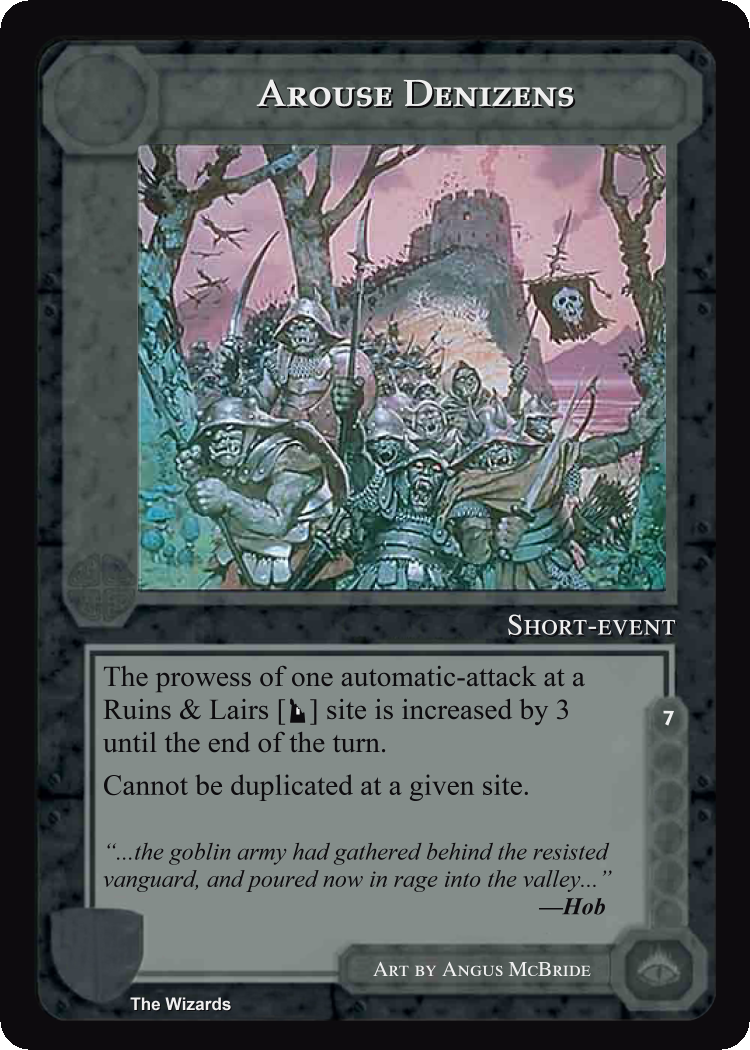 Arouse Denizens
Short-event
The prowess of one automatic-attack at a
Ruins & Lairs [] site is increased by 3
until the end of the turn.
Cannot be duplicated at a given site.
7
“...the goblin army had gathered behind the resisted
vanguard, and poured now in rage into the valley...”
—Hob
Art by Angus McBride
The Wizards